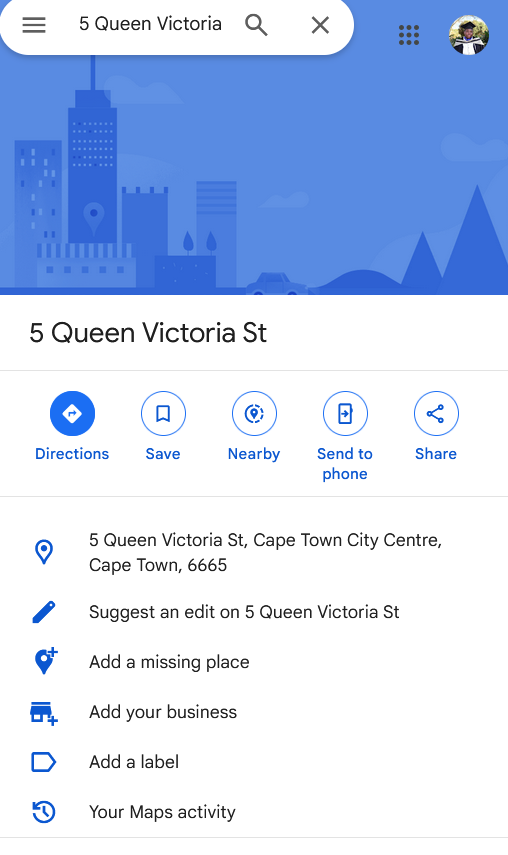 5 Queen Victoria
5 Queen Victoria St
Directions
Save
Nearby
Send to
phone
Share
5 Queen Victoria St, Cape Town City Centre,
Cape Town, 6665
Suggest an edit on 5 Queen Victoria St
Add a missing place
Add your business
Add a label
Your Maps activity